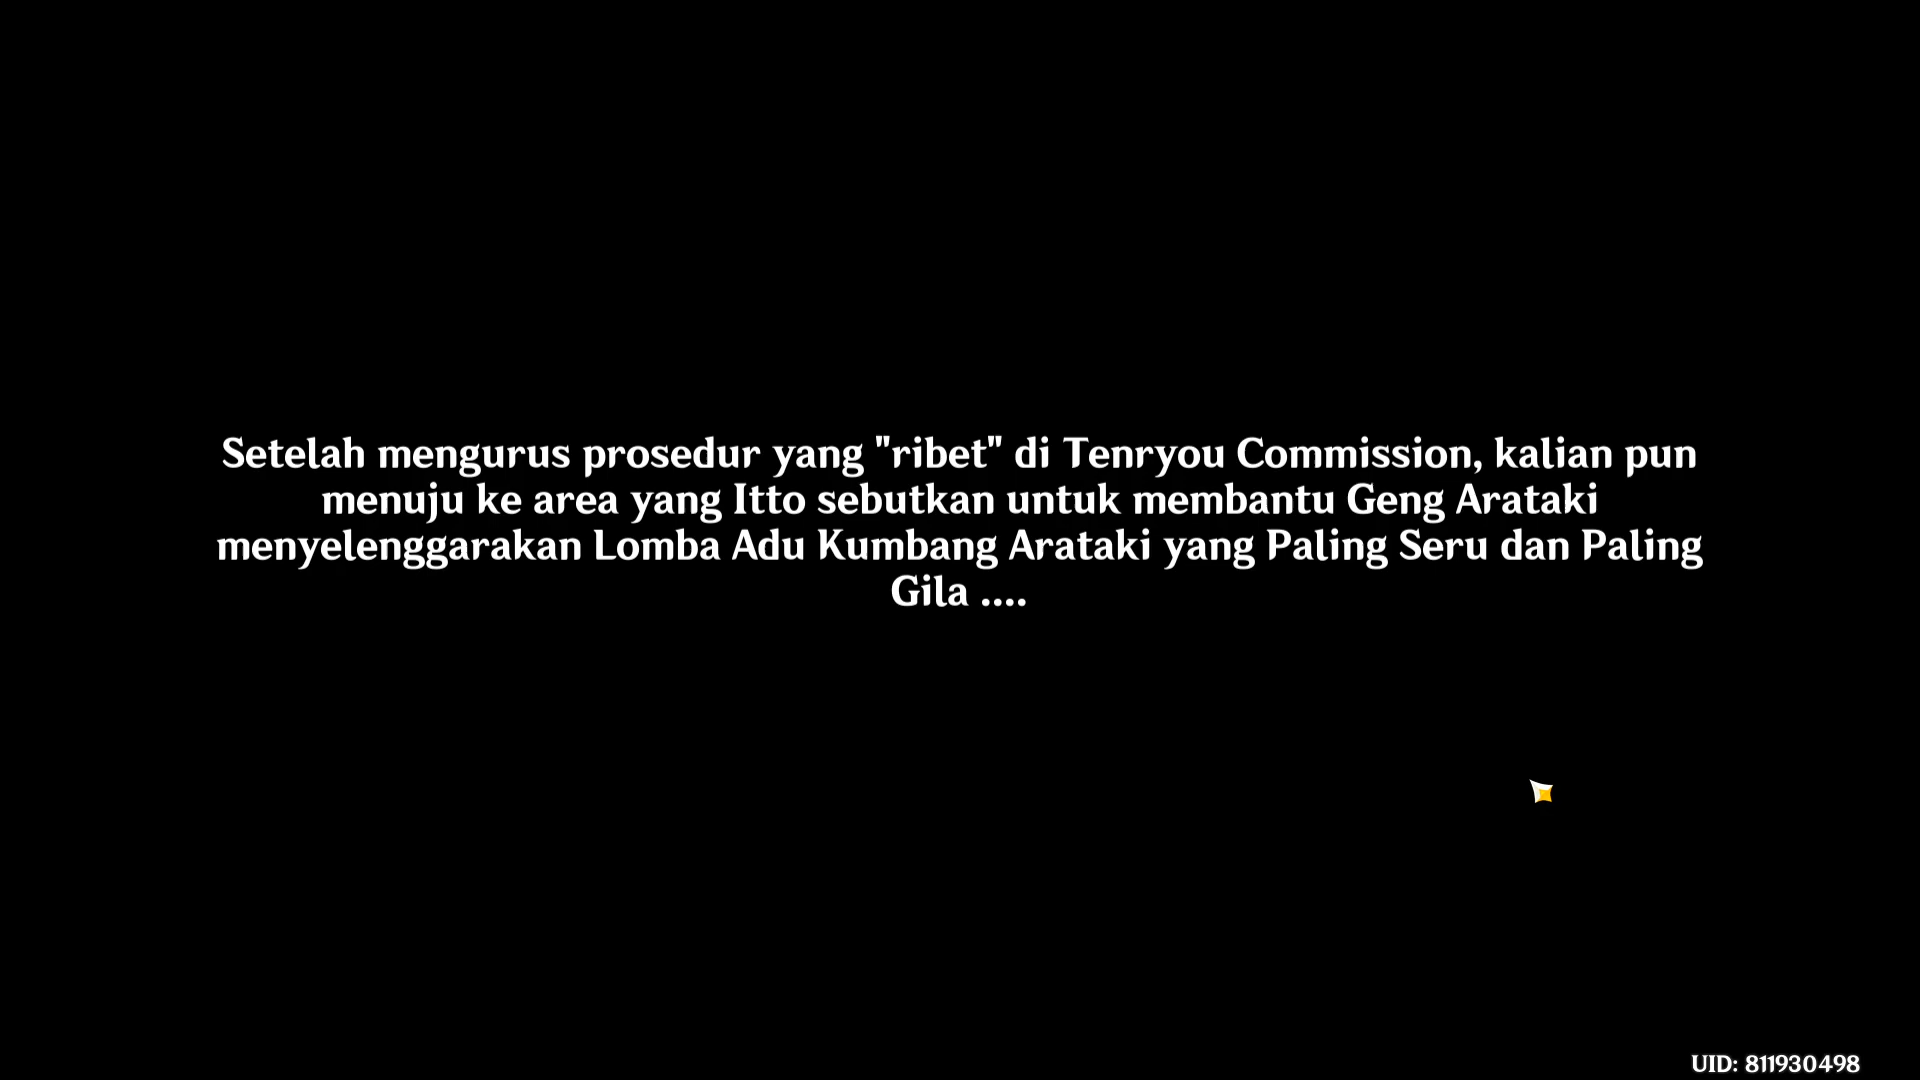 Setelah mengurus prosedur yang "ribet" di Tenryou Commission, kalian pun
menuju ke area yang Itto sebutkan untuk membantu Geng Arataki
menyelenggarakan Lomba Adu Kumbang Arataki yang Paling Seru dan Paling
Gila ....
UID: 811930498